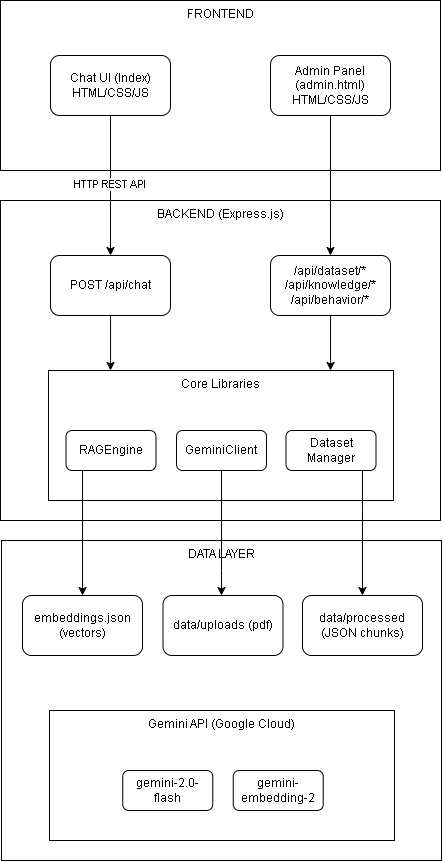 FRONTEND
Chat UI (Index)
HTML/CSS/JS
Admin Panel
(admin.html)
HTML/CSS/JS
HTTP REST API
BACKEND (Express.js)
POST /api/chat
/api/dataset/*
/api/knowledge/*
/api/behavior/*
Core Libraries
RAGEngine
GeminiClient
Dataset
Manager
DATA LAYER
embeddings.json
(vectors)
data/uploads (pdf)
data/processed
(JSON chunks)
Gemini API (Google Cloud)
gemini-2.0-
flash
gemini-
embedding-2